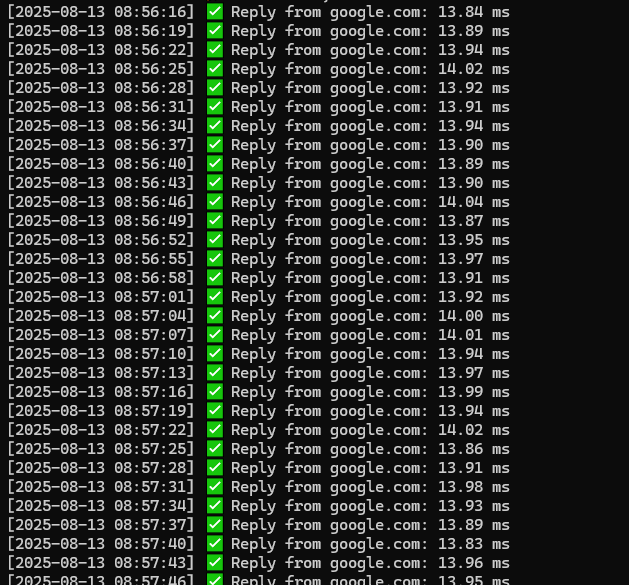 [2025-08-13 08:56:16] ✅ Reply from google.com: 13.84 ms
[2025-08-13 08:56:19] ✅ Reply from google.com: 13.89 ms
[2025-08-13 08:56:22] ✅ Reply from google.com: 13.94 ms
[2025-08-13 08:56:25] ✅ Reply from google.com: 14.02 ms
[2025-08-13 08:56:28] ✅ Reply from google.com: 13.92 ms
[2025-08-13 08:56:31] ✅ Reply from google.com: 13.91 ms
[2025-08-13 08:56:34] ✅ Reply from google.com: 13.94 ms
[2025-08-13 08:56:37] ✅ Reply from google.com: 13.90 ms
[2025-08-13 08:56:40] ✅ Reply from google.com: 13.89 ms
[2025-08-13 08:56:43] ✅ Reply from google.com: 13.90 ms
[2025-08-13 08:56:46] ✅ Reply from google.com: 14.04 ms
[2025-08-13 08:56:49] ✅ Reply from google.com: 13.87 ms
[2025-08-13 08:56:52] ✅ Reply from google.com: 13.95 ms
[2025-08-13 08:56:55] ✅ Reply from google.com: 13.97 ms
[2025-08-13 08:56:58] ✅ Reply from google.com: 13.91 ms
[2025-08-13 08:57:01] ✅ Reply from google.com: 13.92 ms
[2025-08-13 08:57:04] ✅ Reply from google.com: 14.00 ms
[2025-08-13 08:57:07] ✅ Reply from google.com: 14.01 ms
[2025-08-13 08:57:10] ✅ Reply from google.com: 13.94 ms
[2025-08-13 08:57:13] ✅ Reply from google.com: 13.97 ms
[2025-08-13 08:57:16] ✅ Reply from google.com: 13.99 ms
[2025-08-13 08:57:19] ✅ Reply from google.com: 13.94 ms
[2025-08-13 08:57:22] ✅ Reply from google.com: 14.02 ms
[2025-08-13 08:57:25] ✅ Reply from google.com: 13.86 ms
[2025-08-13 08:57:28] ✅ Reply from google.com: 13.91 ms
[2025-08-13 08:57:31] ✅ Reply from google.com: 13.98 ms
[2025-08-13 08:57:34] ✅ Reply from google.com: 13.93 ms
[2025-08-13 08:57:37] ✅ Reply from google.com: 13.89 ms
[2025-08-13 08:57:40] ✅ Reply from google.com: 13.83 ms
[2025-08-13 08:57:43] ✅ Reply from google.com: 13.96 ms
[2025-08-13 08:57:46] ✅ Reply from google.com: 13.95 ms